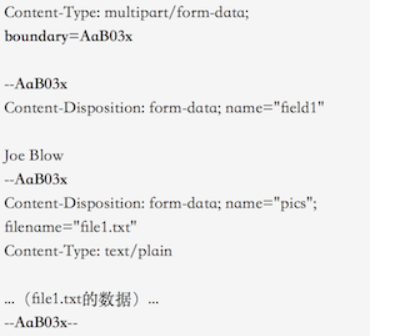 Content-Type: multipart/form-data;
boundary=AaB03x
--AaB03x
Content-Disposition: form-data; name="field1"
Joe Blow
--AaB03x
Content-Disposition: form-data; name="pics";
filename="file1.txt"
Content-Type: text/plain
...（file1.txt的数据）...
--AaB03x--